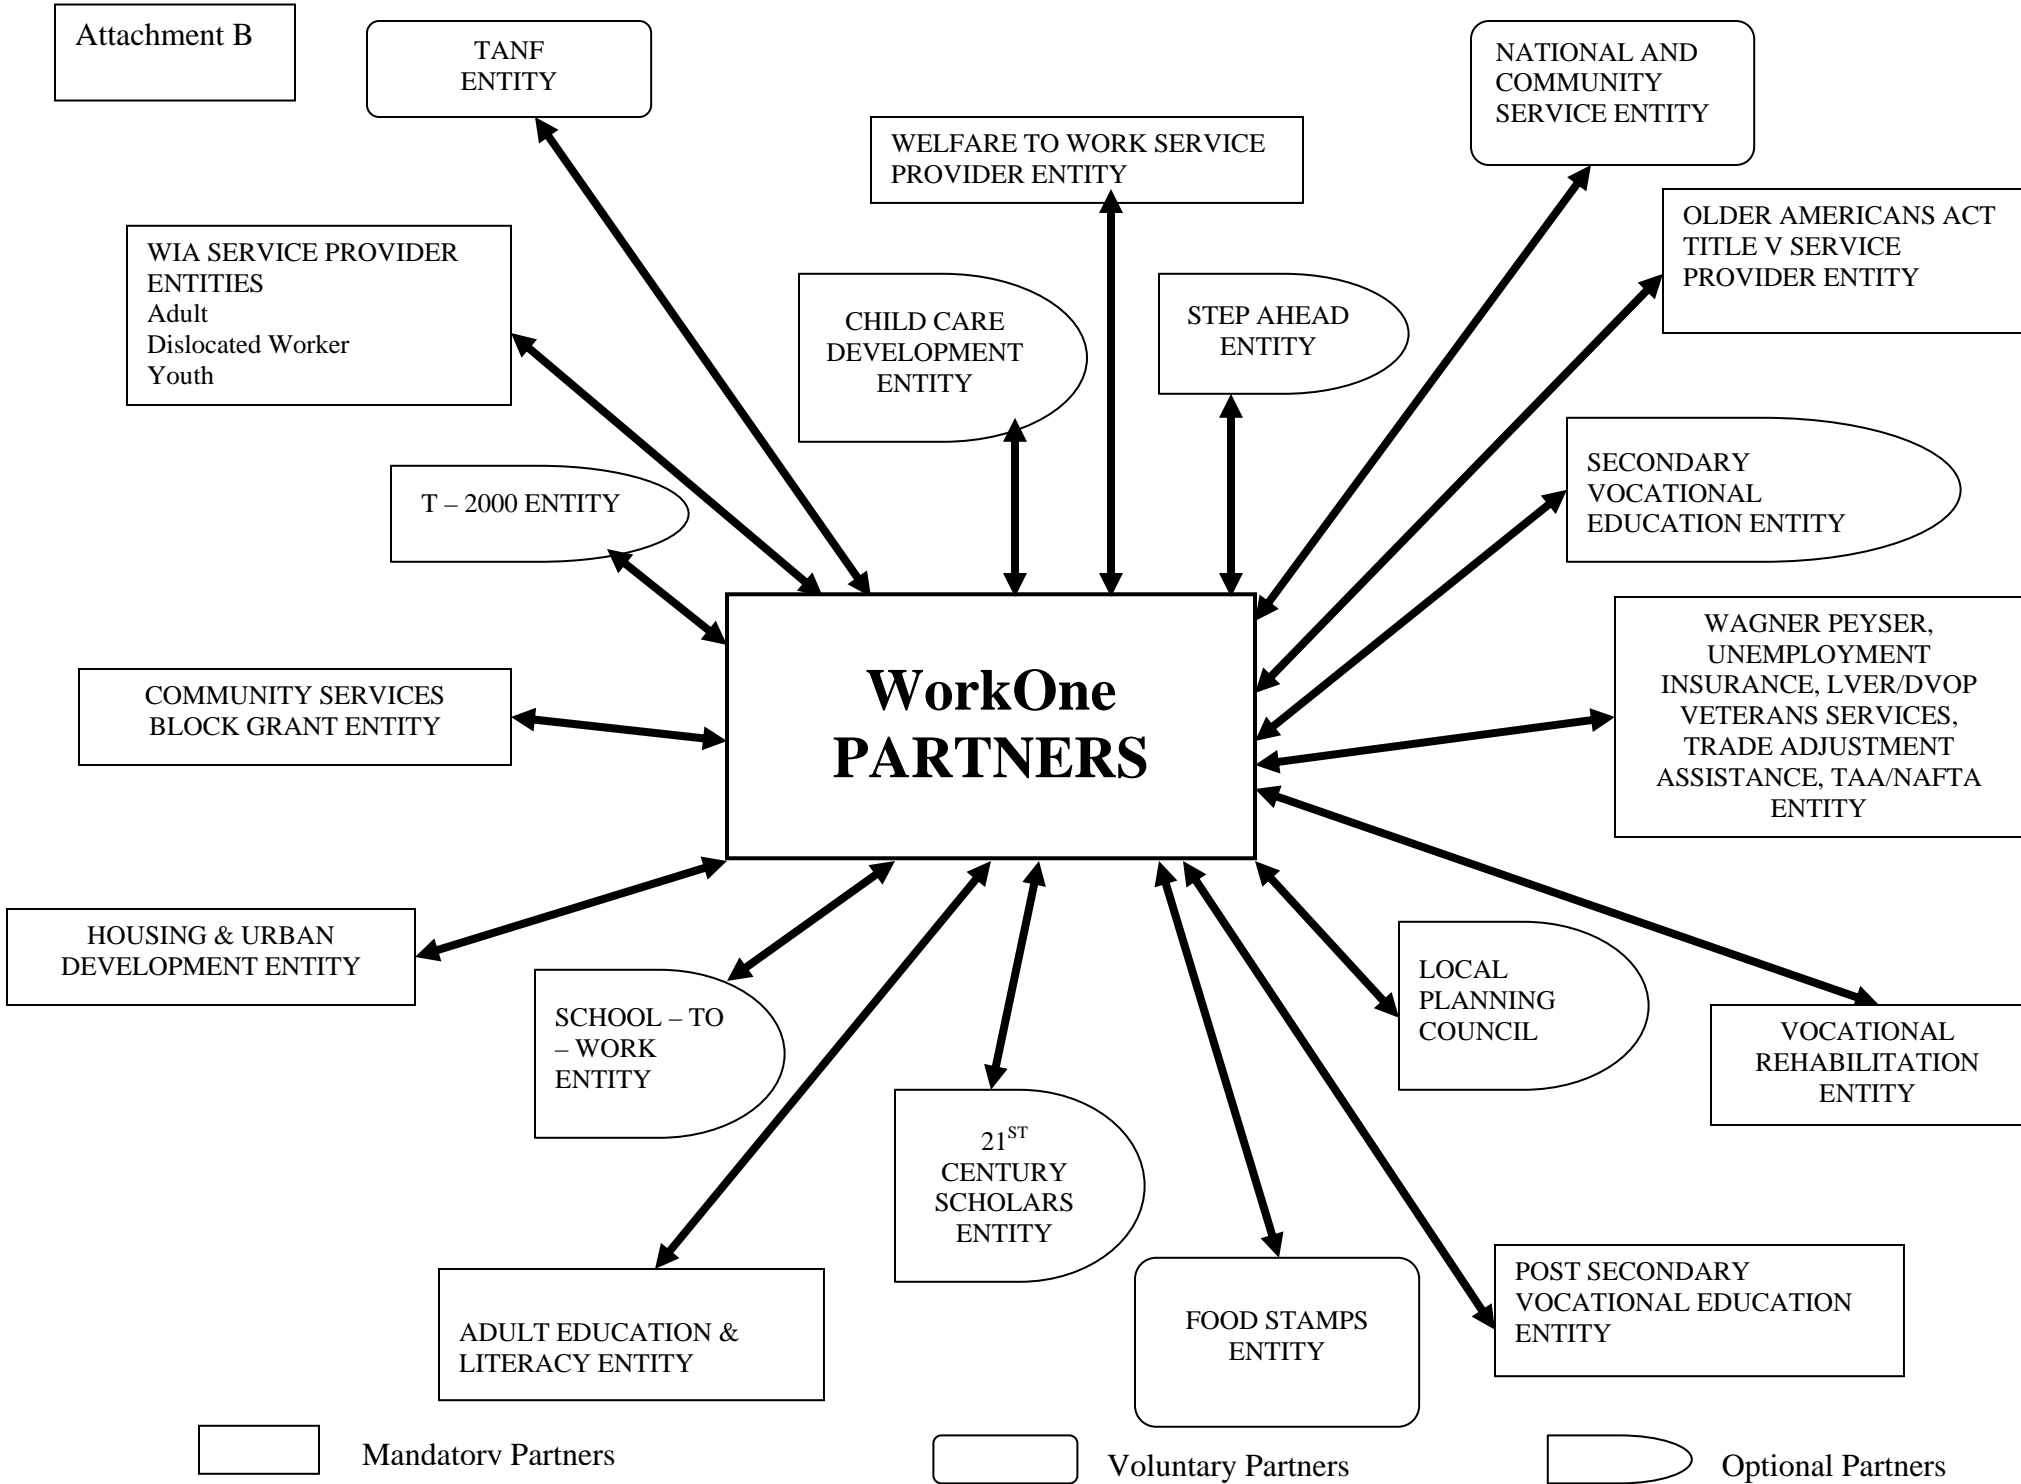 Attachment B
TANF
ENTITY
NATIONAL AND
COMMUNITY
SERVICE ENTITY
WELFARE TO WORK SERVICE
PROVIDER ENTITY
OLDER AMERICANS ACT
TITLE V SERVICE
PROVIDER ENTITY
WIA SERVICE PROVIDER
ENTITIES
Adult
Dislocated Worker
Youth
CHILD CARE
DEVELOPMENT
ENTITY
STEP AHEAD
ENTITY
SECONDARY
VOCATIONAL
EDUCATION ENTITY
T – 2000 ENTITY
WorkOne
PARTNERS
WAGNER PEYSER,
UNEMPLOYMENT
INSURANCE, LVER/DVOP
VETERANS SERVICES,
TRADE ADJUSTMENT
ASSISTANCE, TAA/NAFTA
ENTITY
COMMUNITY SERVICES
BLOCK GRANT ENTITY
HOUSING & URBAN
DEVELOPMENT ENTITY
SCHOOL – TO
– WORK
ENTITY
LOCAL
PLANNING
COUNCIL
VOCATIONAL
REHABILITATION
ENTITY
21ST
CENTURY
SCHOLARS
ENTITY
ADULT EDUCATION &
LITERACY ENTITY
FOOD STAMPS
ENTITY
POST SECONDARY
VOCATIONAL EDUCATION
ENTITY
Mandatory Partners
Voluntary Partners
Optional Partners